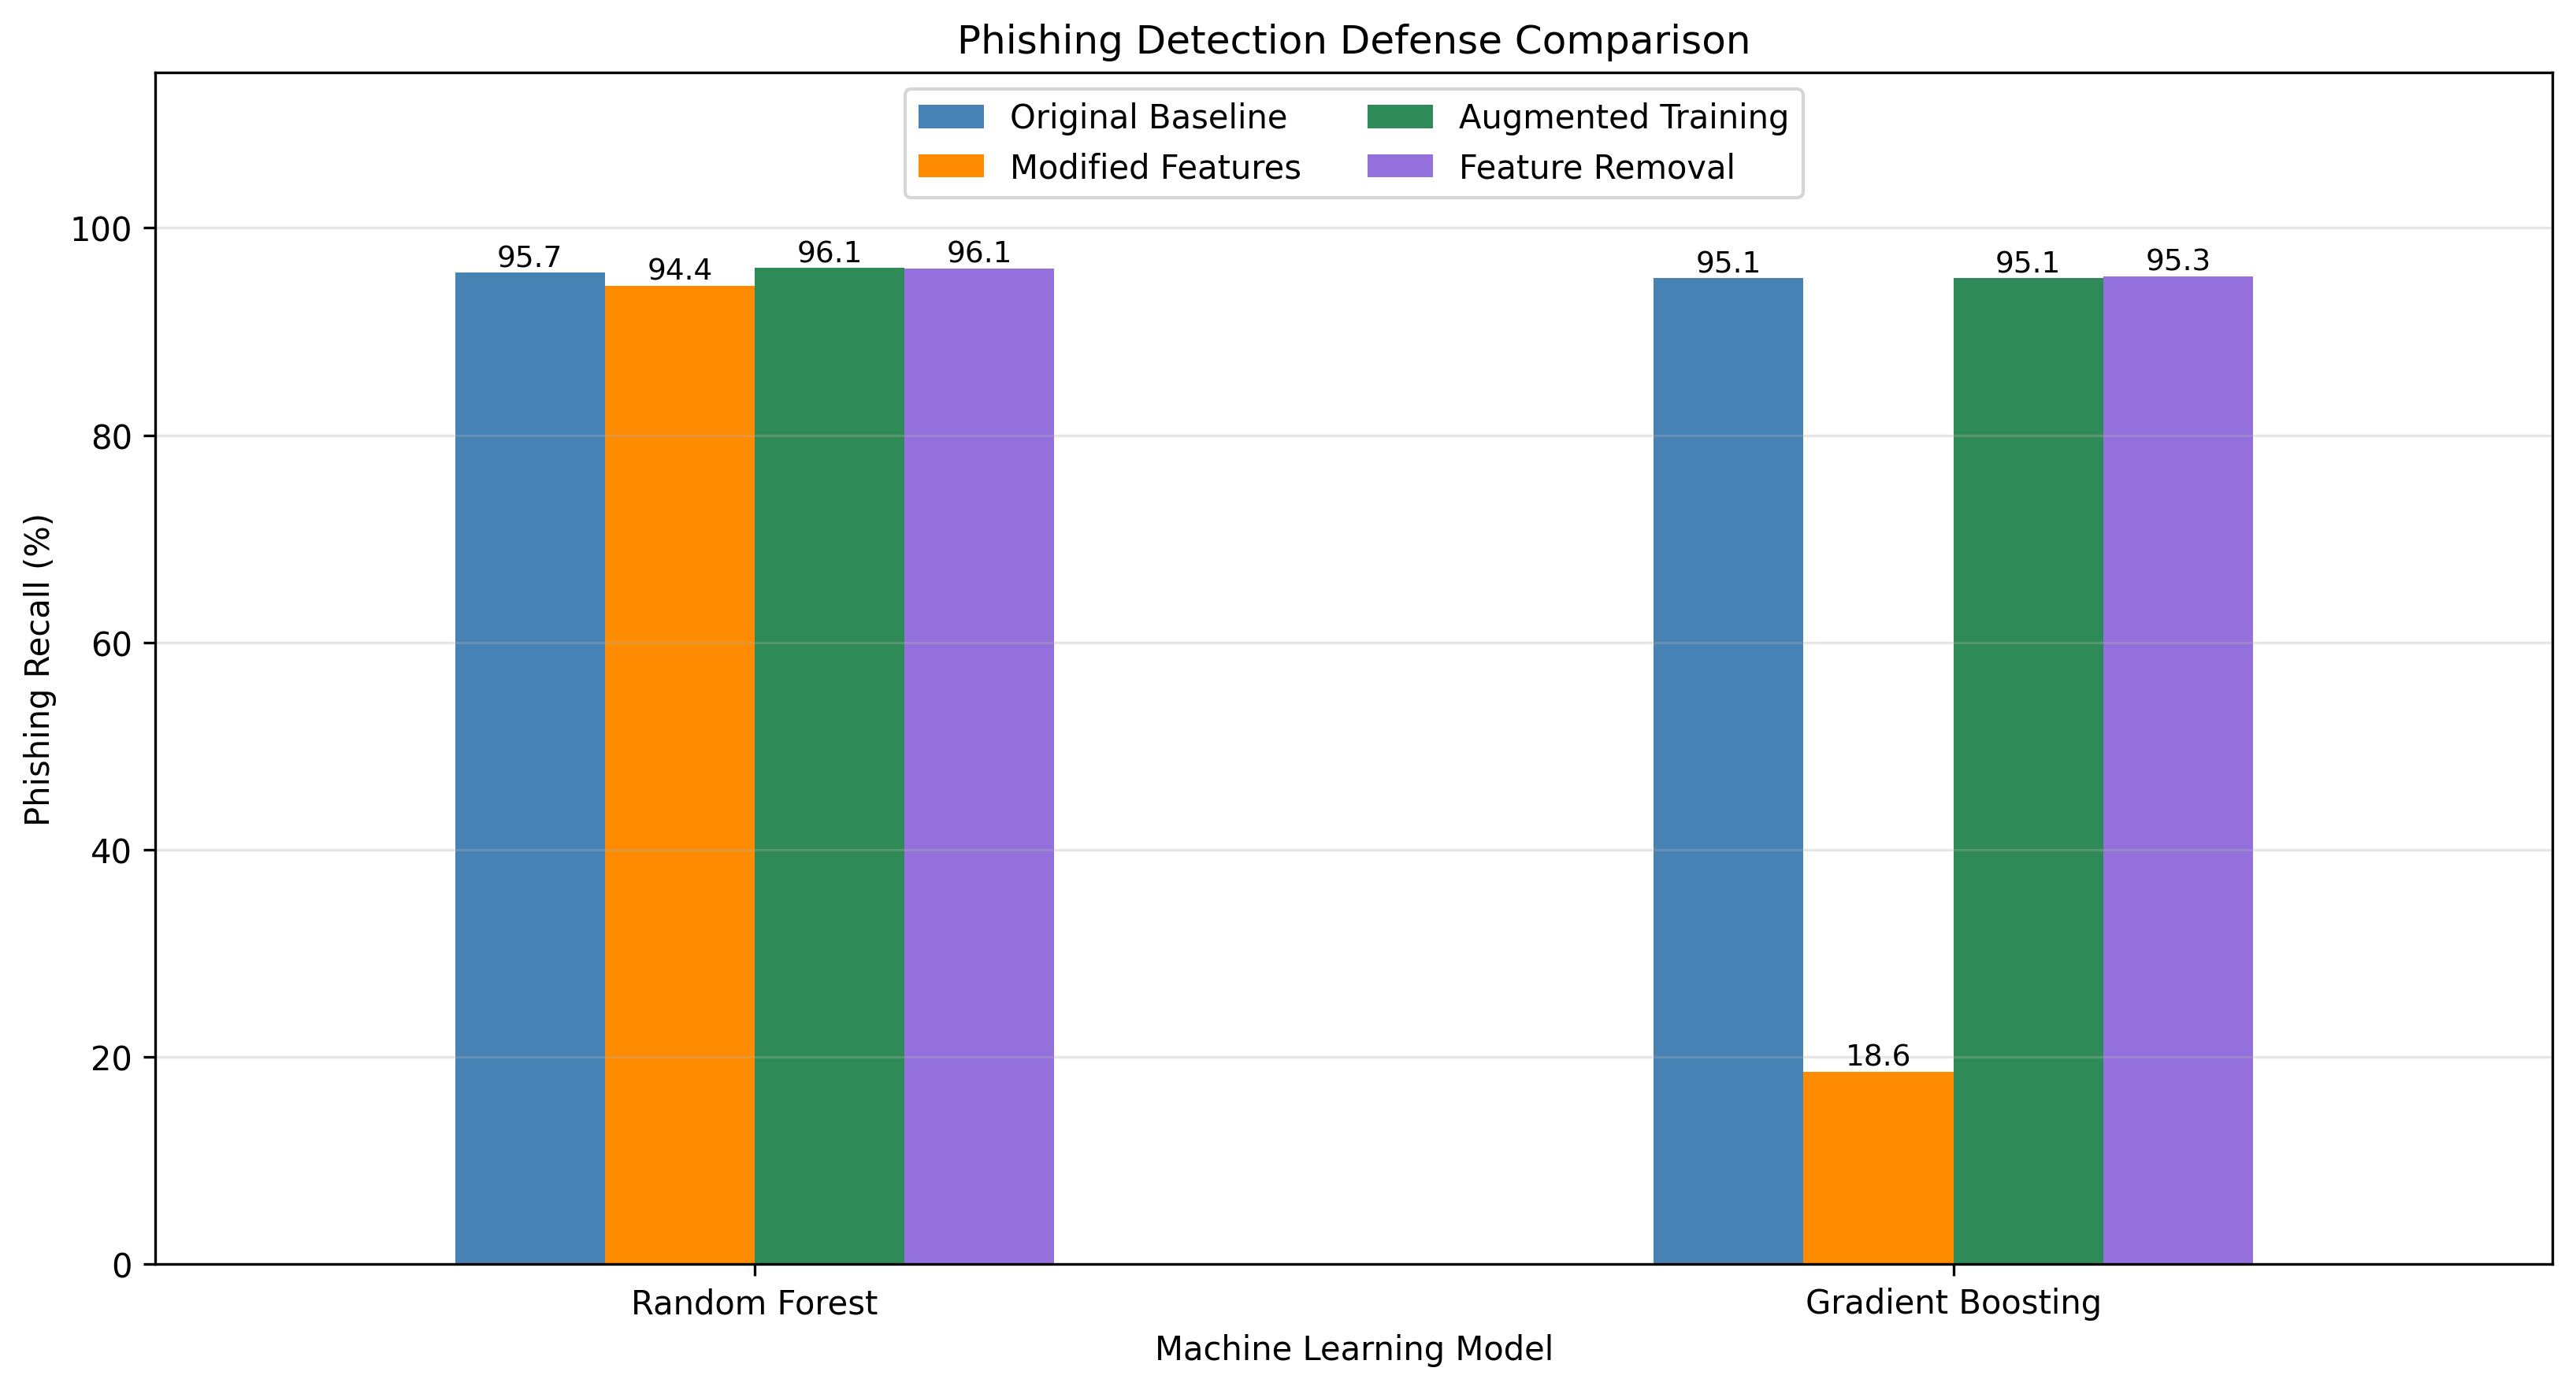 Phishing Detection Defense Comparison
Original Baseline
Modified Features
Augmented Training
Feature Removal
Phishing Recall (%)
100
80
60
40
20
0
95.7
94.4
96.1
96.1
95.1
18.6
95.1
95.3
Random Forest
Gradient Boosting
Machine Learning Model